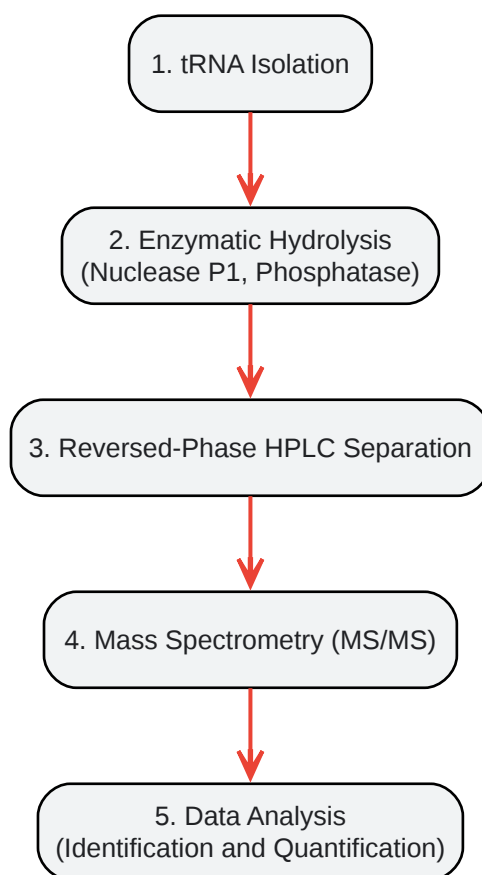 1. tRNA Isolation
2. Enzymatic Hydrolysis
(Nuclease P1, Phosphatase)
3. Reversed-Phase HPLC Separation
4. Mass Spectrometry (MS/MS)
5. Data Analysis
(Identification and Quantification)